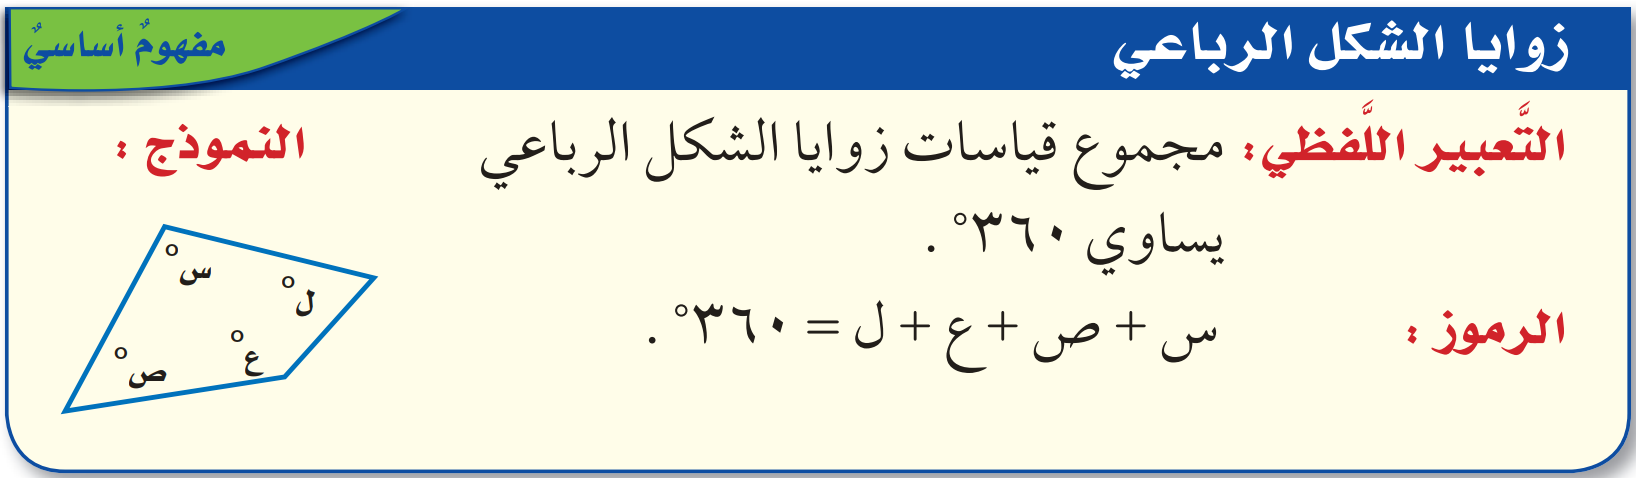 زوايا الشكل الرباعي
مفهومٌ أساسيٌ
التَّعبير اللَّفظي: مجموع قياسات زوايا الشكل الرباعي
يساوي ٣٦٠° .
الرموز : س + ص + ع + ل = ٣٦٠° .
النموذج :
س°
ل°
ع°
ص°